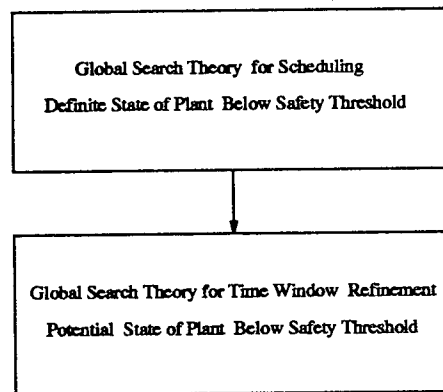 Global Search Theory for Scheduling
Definite State of Plant Below Safety Threshold
Global Search Theory for Time Window Refinement
Potential State of Plant Below Safety Threshold